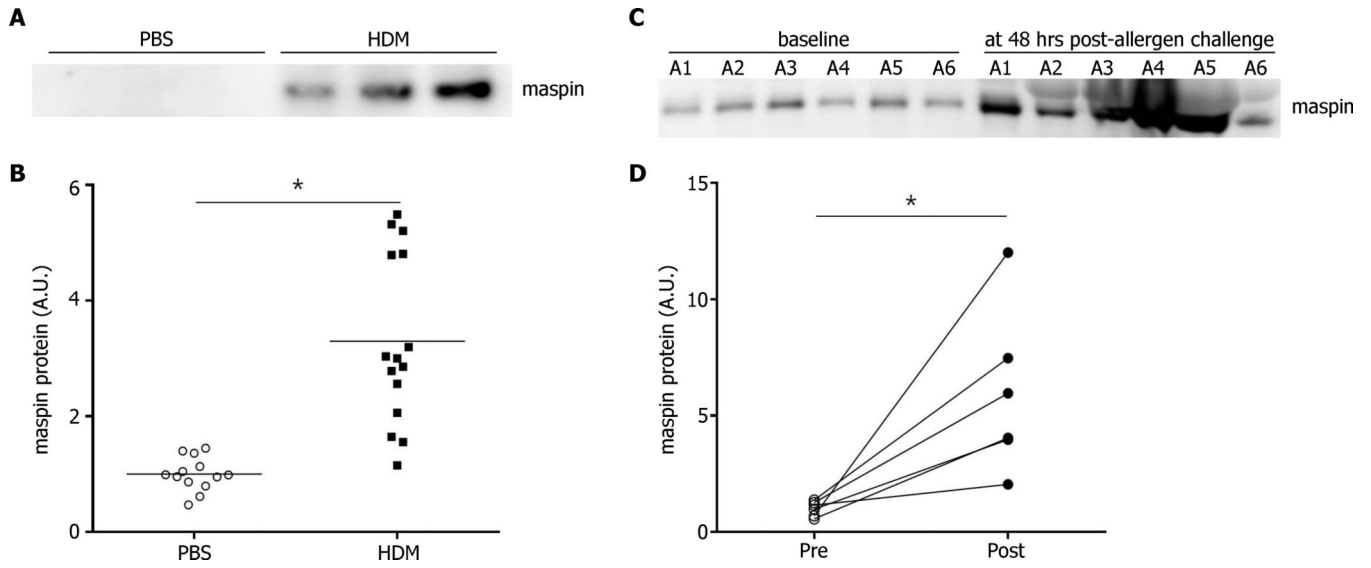 A
PBS HDM
maspin
B
*
maspin protein (A.U.)
6
4
2
0
PBS HDM
C
baseline at 48 hrs post-allergen challenge
A1 A2 A3 A4 A5 A6 A1 A2 A3 A4 A5 A6
maspin
D
*
maspin protein (A.U.)
15
10
5
0
Pre Post